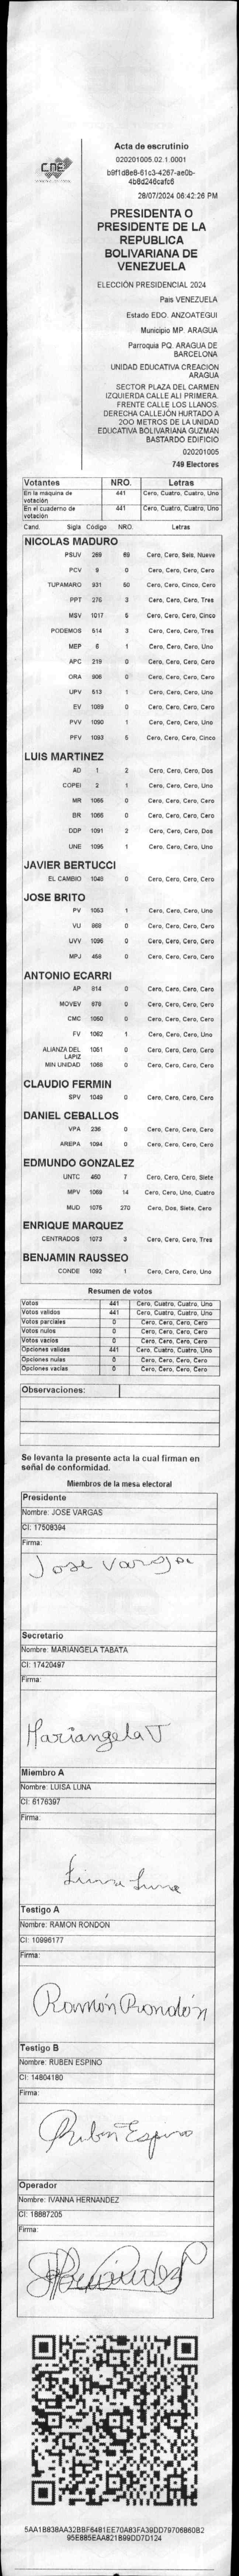 Acta de escrutinio
020201005.02.1.0001
b9f1d8e8-61c3-4267-ae0b-
4b8d246cafc6
28/07/2024 06:42:26 PM
CNE
PRESIDENTA O
PRESIDENTE DE LA
REPUBLICA
BOLIVARIANA DE
VENEZUELA
ELECCIÓN PRESIDENCIAL 2024
Pais VENEZUELA
Estado EDO. ANZOATEGUI
Municipio MP. ARAGUA
Parroquia PQ. ARAGUA DE
BARCELONA
UNIDAD EDUCATIVA CREACION
ARAGUA
SECTOR PLAZA DEL CARMEN
IZQUIERDA CALLE ALI PRIMERA.
FRENTE CALLE LOS LLANOS.
DERECHA CALLEJÓN HURTADO A
200 METROS DE LA UNIDAD
EDUCATIVA BOLIVARIANA GUZMAN
BASTARDO EDIFICIO
020201005
749 Electores
Votantes NRO. Letras
En la máquina de votación 441 Cero, Cuatro, Cuatro, Uno
En el cuaderno de votación 441 Cero, Cuatro, Cuatro, Uno
Cand. Sigla Código NRO. Letras
NICOLAS MADURO
PSUV 269 69 Cero, Cero, Seis, Nueve
PCV 9 0 Cero, Cero, Cero, Cero
TUPAMARO 931 50 Cero, Cero, Cinco, Cero
PPT 276 3 Cero, Cero, Cero, Tres
MSV 1017 5 Cero, Cero, Cero, Cinco
PODEMOS 514 3 Cero, Cero, Cero, Tres
MEP 6 1 Cero, Cero, Cero, Uno
APC 219 0 Cero, Cero, Cero, Cero
ORA 906 0 Cero, Cero, Cero, Cero
UPV 513 1 Cero, Cero, Cero, Uno
EV 1089 0 Cero, Cero, Cero, Cero
PVV 1090 1 Cero, Cero, Cero, Uno
PFV 1093 5 Cero, Cero, Cero, Cinco
LUIS MARTINEZ
AD 1 2 Cero, Cero, Cero, Dos
COPEI 2 1 Cero, Cero, Cero, Uno
MR 1065 0 Cero, Cero, Cero, Cero
BR 1066 0 Cero, Cero, Cero, Cero
DDP 1091 2 Cero, Cero, Cero, Dos
UNE 1095 1 Cero, Cero, Cero, Uno
JAVIER BERTUCCI
EL CAMBIO 1046 0 Cero, Cero, Cero, Cero
JOSE BRITO
PV 1053 1 Cero, Cero, Cero, Uno
VU 868 0 Cero, Cero, Cero, Cero
UVV 1096 0 Cero, Cero, Cero, Cero
MPJ 458 0 Cero, Cero, Cero, Cero
ANTONIO ECARRI
AP 814 0 Cero, Cero, Cero, Cero
MOVEV 679 0 Cero, Cero, Cero, Cero
CMC 1050 0 Cero, Cero, Cero, Cero
FV 1062 1 Cero, Cero, Cero, Uno
ALIANZA DEL LAPIZ 1051 0 Cero, Cero, Cero, Cero
MIN UNIDAD 1068 0 Cero, Cero, Cero, Cero
CLAUDIO FERMIN
SPV 1049 0 Cero, Cero, Cero, Cero
DANIEL CEBALLOS
VPA 236 0 Cero, Cero, Cero, Cero
AREPA 1094 0 Cero, Cero, Cero, Cero
EDMUNDO GONZALEZ
UNTC 460 7 Cero, Cero, Cero, Siete
MPV 1069 14 Cero, Cero, Uno, Cuatro
MUD 1075 270 Cero, Dos, Siete, Cero
ENRIQUE MARQUEZ
CENTRADOS 1073 3 Cero, Cero, Cero, Tres
BENJAMIN RAUSSEO
CONDE 1092 1 Cero, Cero, Cero, Uno
Resumen de votos
Votos 441 Cero, Cuatro, Cuatro, Uno
Votos validos 441 Cero, Cuatro, Cuatro, Uno
Votos parciales 0 Cero, Cero, Cero, Cero
Votos nulos 0 Cero, Cero, Cero, Cero
Votos vacios 0 Cero, Cero, Cero, Cero
Opciones validas 441 Cero, Cuatro, Cuatro, Uno
Opciones nulas 0 Cero, Cero, Cero, Cero
Opciones vacias 0 Cero, Cero, Cero, Cero
Observaciones:
Se levanta la presente acta la cual firman en
señal de conformidad.
Miembros de la mesa electoral
Presidente
Nombre: JOSE VARGAS
CI: 17508394
Firma:
Jose Vargas
Secretario
Nombre: MARIANGELA TABATA
CI: 17420497
Firma:
Mariangela T
Miembro A
Nombre: LUISA LUNA
CI: 6176397
Firma:
Luisa Luna
Testigo A
Nombre: RAMON RONDON
CI: 10996177
Firma:
Ramón Rondón
Testigo B
Nombre: RUBEN ESPINO
CI: 14804180
Firma:
Ruben Espino
Operador
Nombre: IVANNA HERNANDEZ
CI: 16667205
Firma:
5AA1B838AA32BBF6481EE70A83FA39DD79706860B2
95E885EAA821B99DD7D124